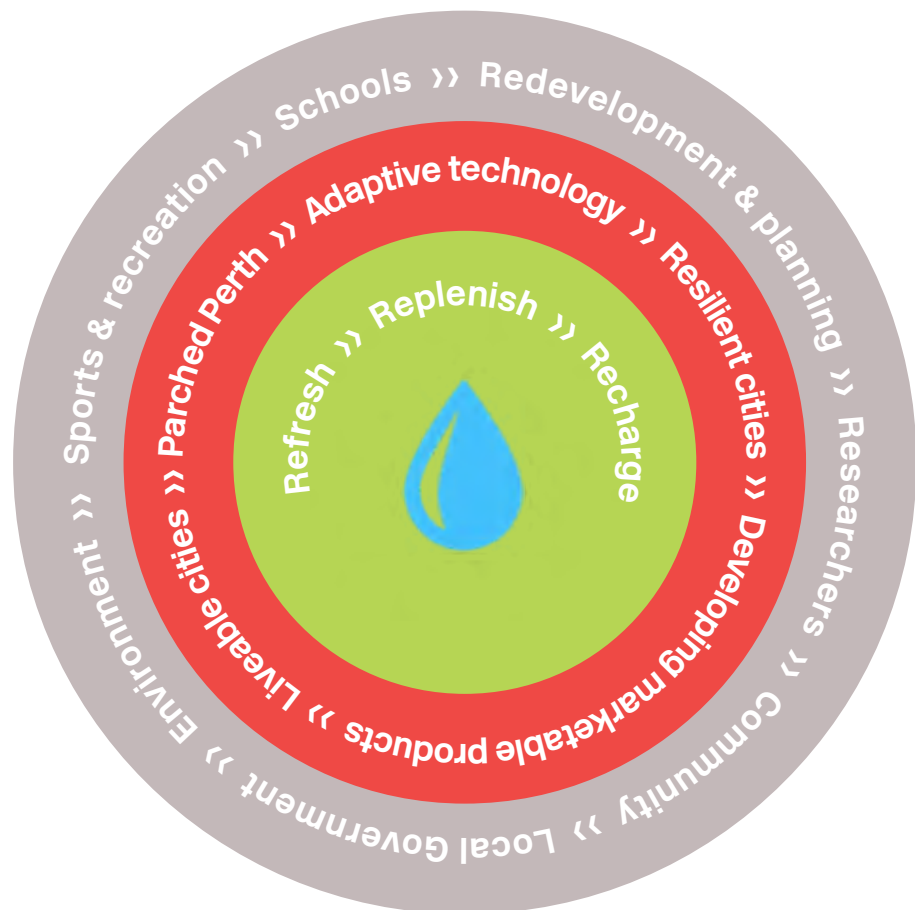 Sports & recreation ›› Schools ›› Redevelopment & planning ›› Researchers ›› Community ›› Local Government ›› Environment ››
Parched Perth ›› Adaptive technology ›› Resilient cities ›› Developing marketable products ›› Liveable cities ››
Refresh ›› Replenish ›› Recharge